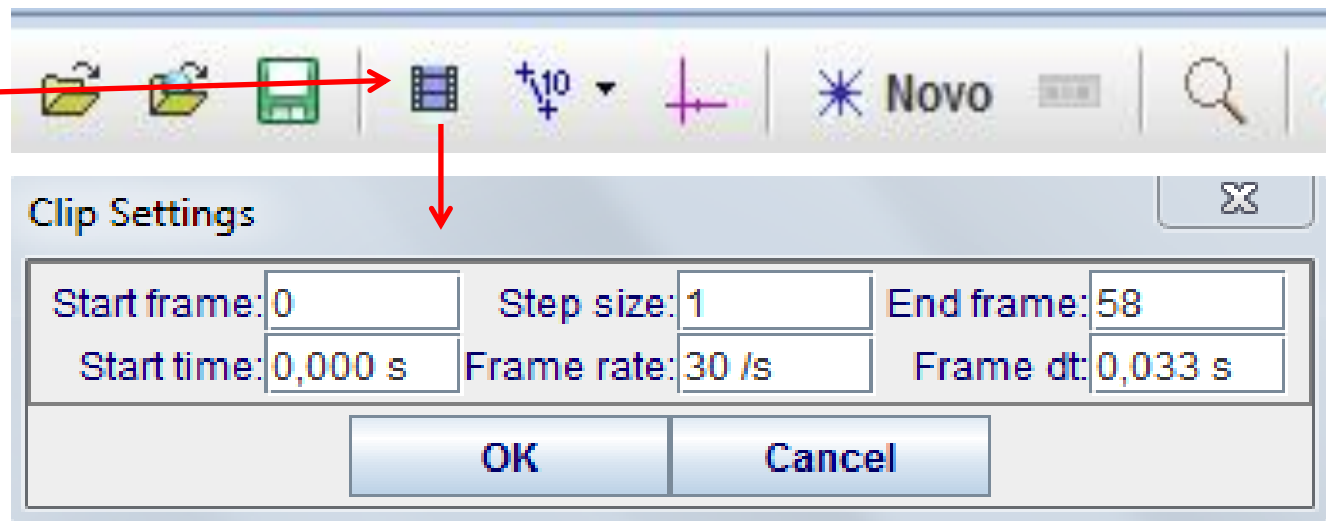 10 Novo
Clip Settings
Start frame: 0 Step size: 1 End frame: 58
Start time: 0,000 s Frame rate: 30 /s Frame dt: 0,033 s
OK Cancel